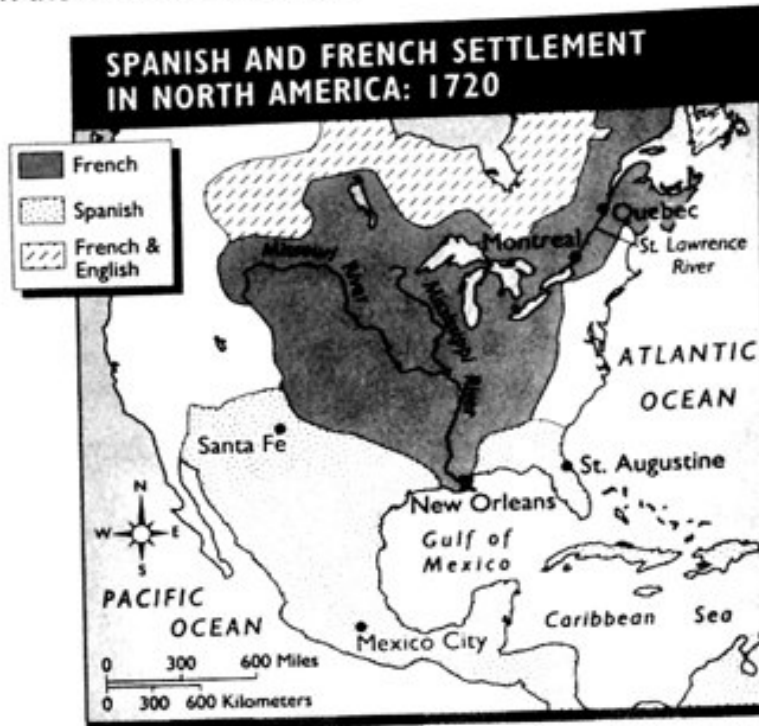 SPANISH AND FRENCH SETTLEMENT
IN NORTH AMERICA: 1720
French
Spanish
French &
English
Quebec
Montreal
St. Lawrence
River
Missouri
River
Mississippi
River
ATLANTIC
OCEAN
Santa Fe
St. Augustine
New Orleans
N
W E
S
Gulf of
Mexico
PACIFIC
OCEAN
Mexico City
Caribbean Sea
0 300 600 Miles
0 300 600 Kilometers